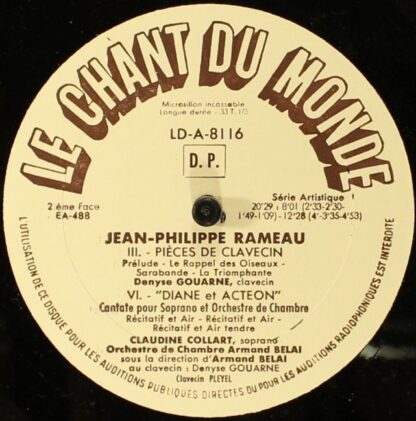 LE CHANT DU MONDE
Microsillon incassable
Longue durée - 33 T. 1/3
LD-A-8116
D. P.
2 ème Face
EA-488
Série Artistique
20'29 : 8'01 (2'33-2'30-
1'49-1'09) -12'28 (4'-3'35-4'53)
JEAN-PHILIPPE RAMEAU
III. - PIÈCES DE CLAVECIN
Prélude - Le Rappel des Oiseaux -
Sarabande - La Triomphante
Denyse GOUARNE, clavecin
VI. - "DIANE et ACTEON"
Cantate pour Soprano et Orchestre de Chambre
Récitatif et Air - Récitatif et Air -
Récitatif et Air tendre
CLAUDINE COLLART, soprano
Orchestre de Chambre Armand BELAI
sous la direction d'Armand BELAI
au clavecin : Denyse GOUARNE
Clavecin PLEYEL
L'UTILISATION DE CE DISQUE POUR LES AUDITIONS PUBLIQUES DIRECTES OU POUR LES AUDITIONS RADIOPHONIQUES EST INTERDITE